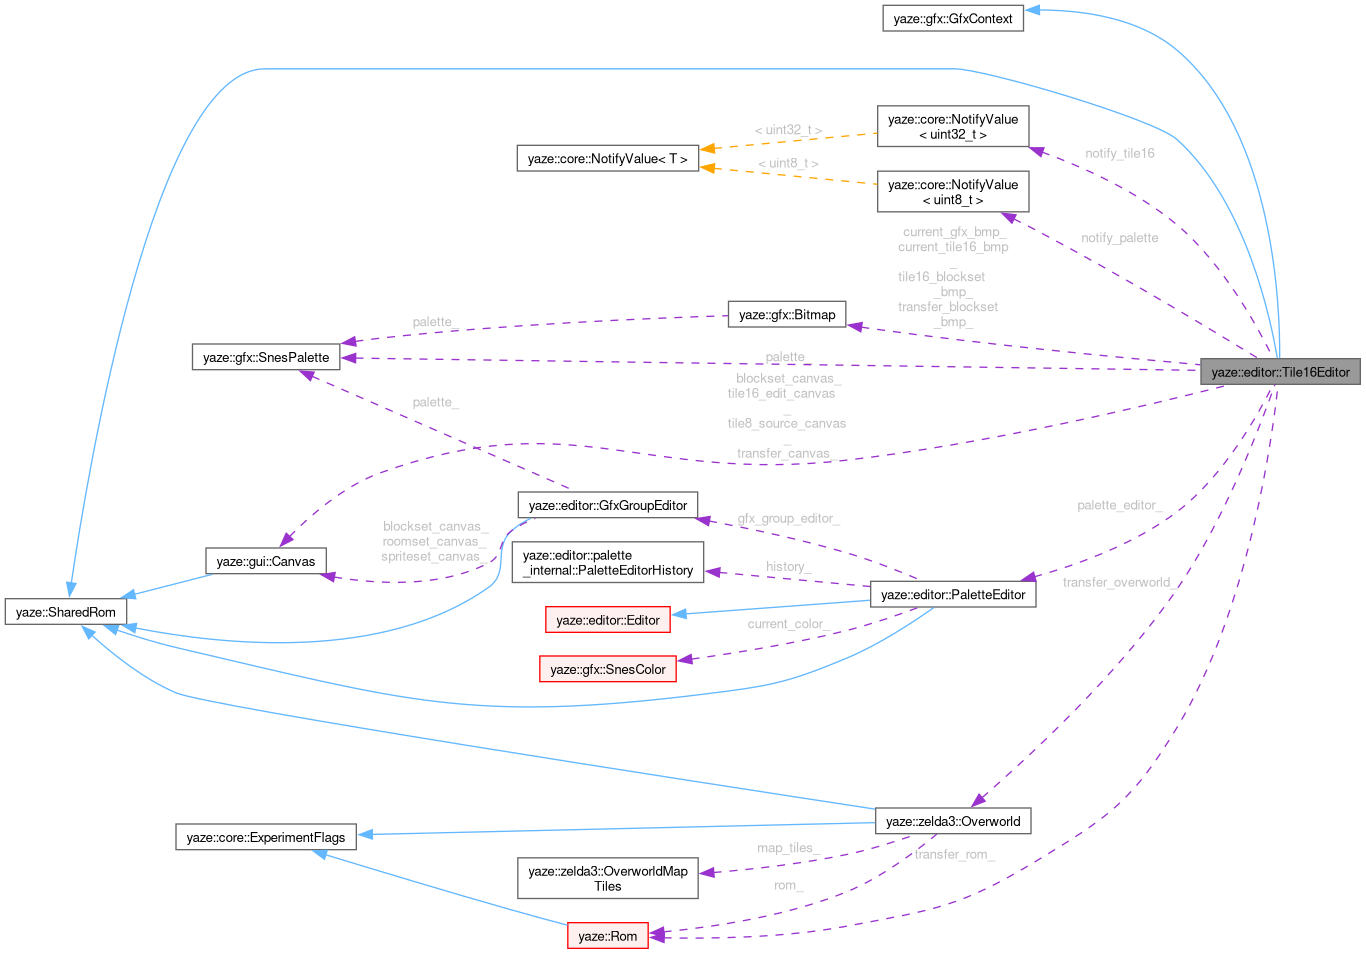 yaze::gfx::GfxContext
yaze::core::NotifyValue
< uint32_t >
< uint32_t >
notify_tile16
yaze::core::NotifyValue< T >
< uint8_t >
yaze::core::NotifyValue
< uint8_t >
notify_palette
current_gfx_bmp_
current_tile16_bmp
_
tile16_blockset
_bmp_
transfer_blockset
_bmp_
yaze::gfx::Bitmap
palette_
yaze::gfx::SnesPalette
palette_
yaze::editor::Tile16Editor
blockset_canvas_
tile16_edit_canvas
_
tile8_source_canvas
_
transfer_canvas_
palette_
yaze::editor::GfxGroupEditor
palette_editor_
gfx_group_editor_
blockset_canvas_
roomset_canvas_
spriteset_canvas_
yaze::gui::Canvas
yaze::editor::palette
_internal::PaletteEditorHistory
history_
transfer_overworld_
yaze::editor::PaletteEditor
yaze::SharedRom
yaze::editor::Editor
current_color_
yaze::gfx::SnesColor
yaze::zelda3::Overworld
yaze::core::ExperimentFlags
map_tiles_
transfer_rom_
yaze::zelda3::OverworldMap
Tiles
rom_
yaze::Rom